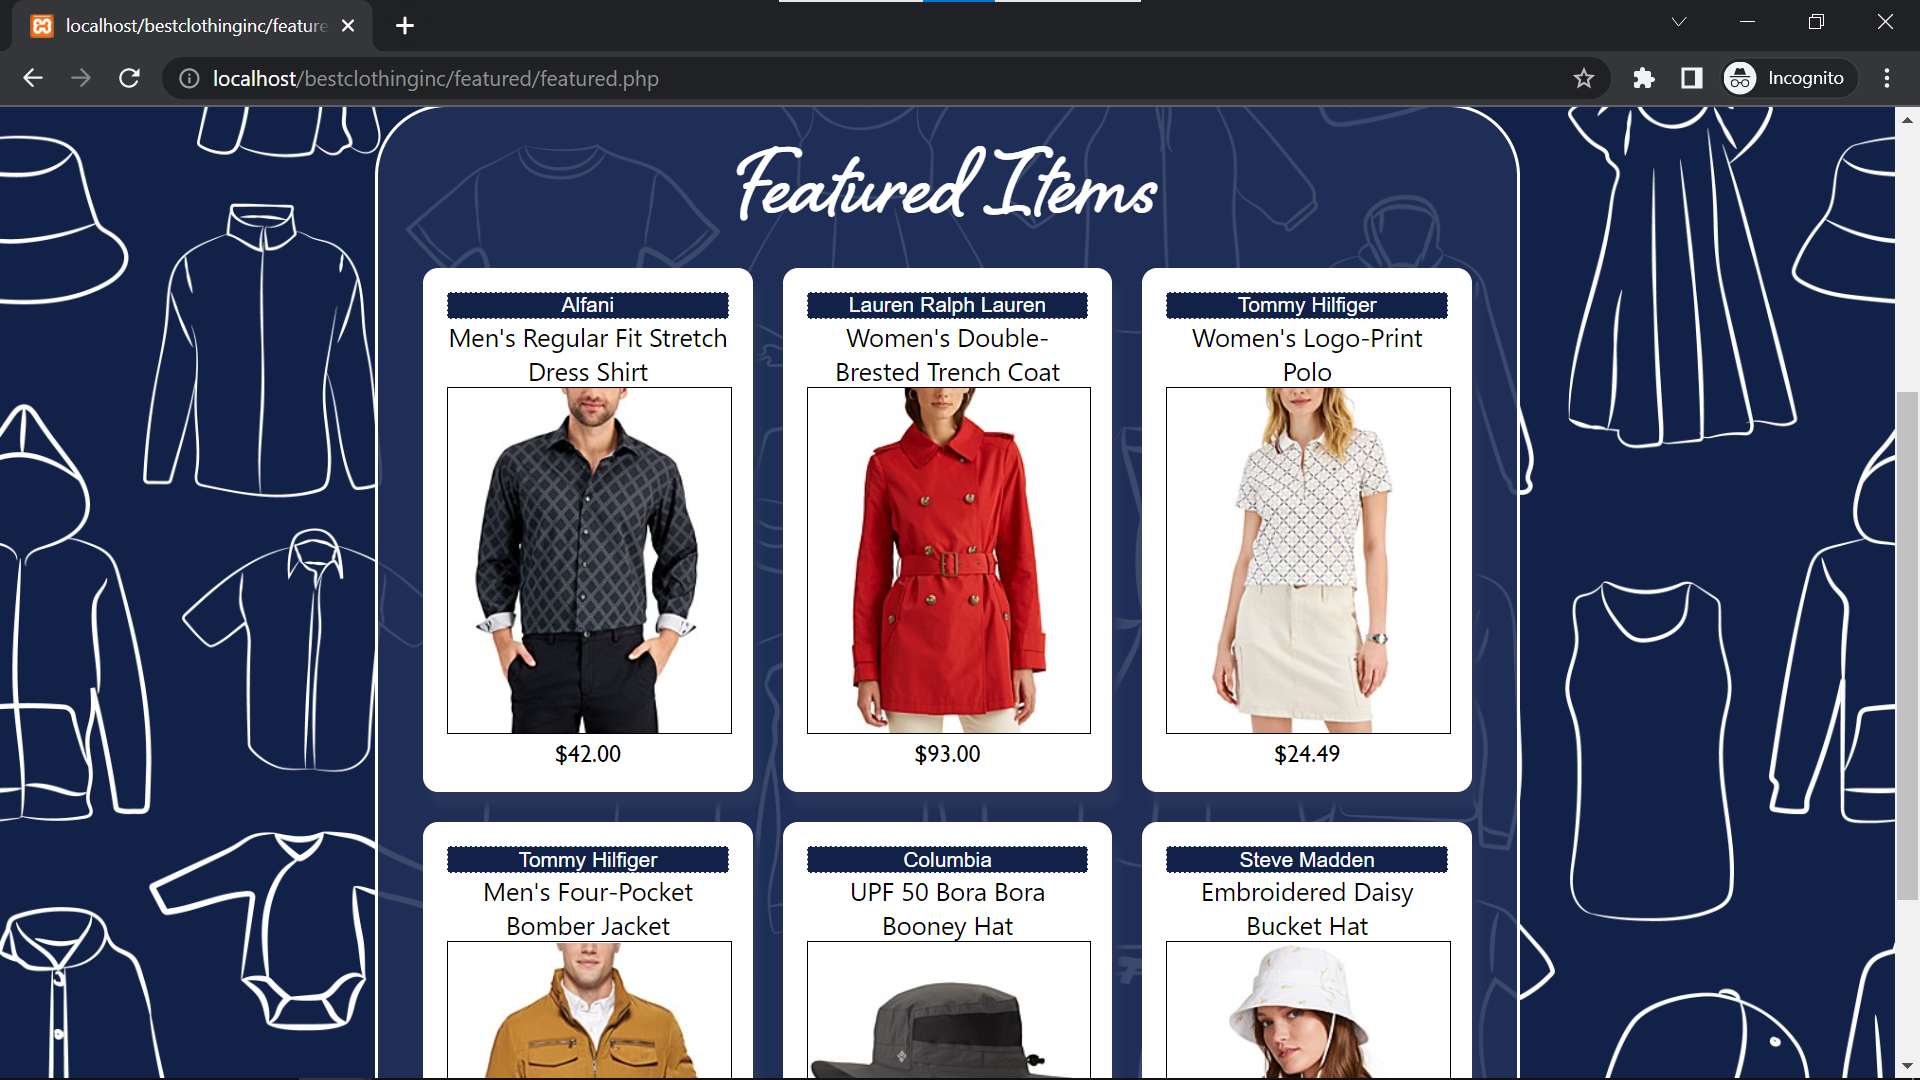 localhost/bestclothinginc/feature
localhost/bestclothinginc/featured/featured.php
Incognito
Featured Items
Alfani
Men's Regular Fit Stretch
Dress Shirt
$42.00
Lauren Ralph Lauren
Women's Double-
Brested Trench Coat
$93.00
Tommy Hilfiger
Women's Logo-Print
Polo
$24.49
Tommy Hilfiger
Men's Four-Pocket
Bomber Jacket
Columbia
UPF 50 Bora Bora
Booney Hat
Steve Madden
Embroidered Daisy
Bucket Hat